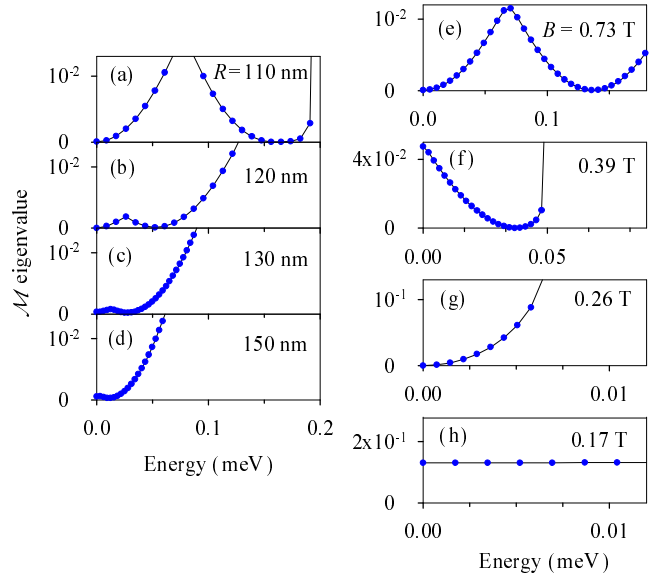 (a)
R=110 nm
10-2
0
(b)
120 nm
10-2
0
(c)
130 nm
10-2
0
(d)
150 nm
10-2
0
0.0 0.1 0.2
Energy (meV)
M eigenvalue
(e)
B = 0.73 T
10-2
0
0.0 0.1
(f)
0.39 T
4x10-2
0
0.00 0.05
(g)
0.26 T
10-1
0
0.00 0.01
(h)
0.17 T
2x10-1
0
0.00 0.01
Energy (meV)